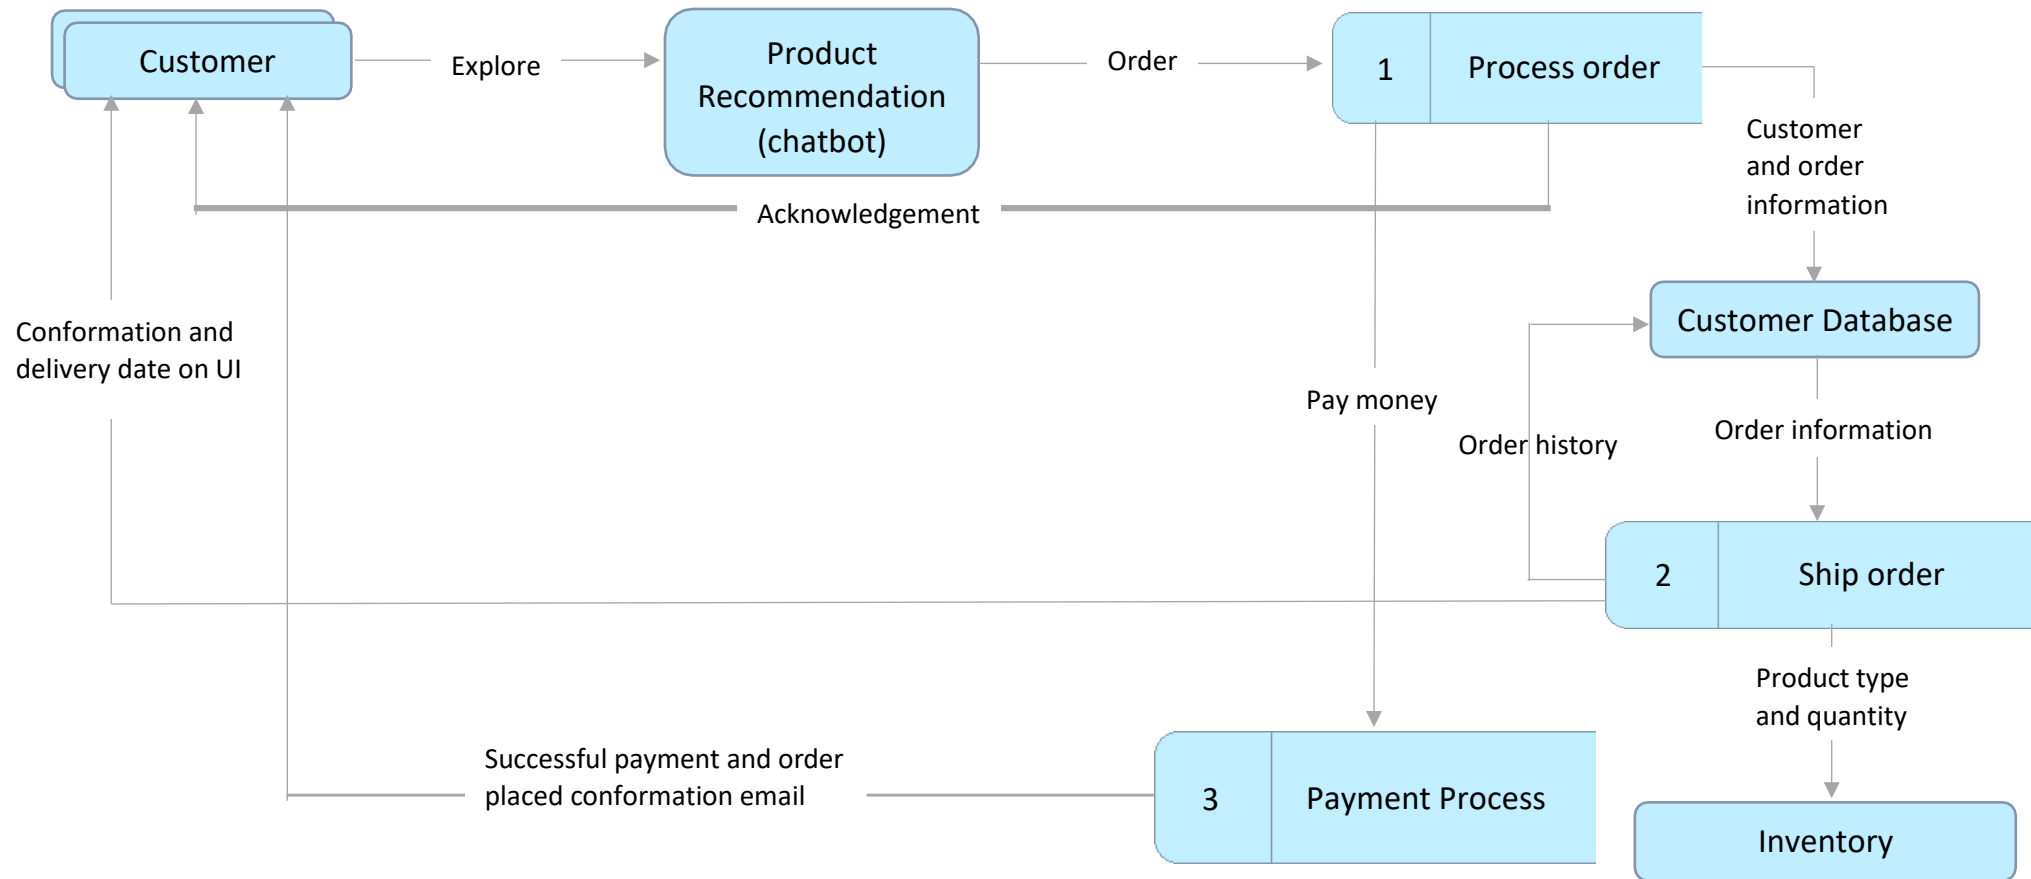 Customer
Explore
Product
Recommendation
(chatbot)
Order
1
Process order
Customer
and order
information
Acknowledgement
Customer Database
Conformation and
delivery date on UI
Pay money
Order history
Order information
2
Ship order
Product type
and quantity
Successful payment and order
placed conformation email
3
Payment Process
Inventory